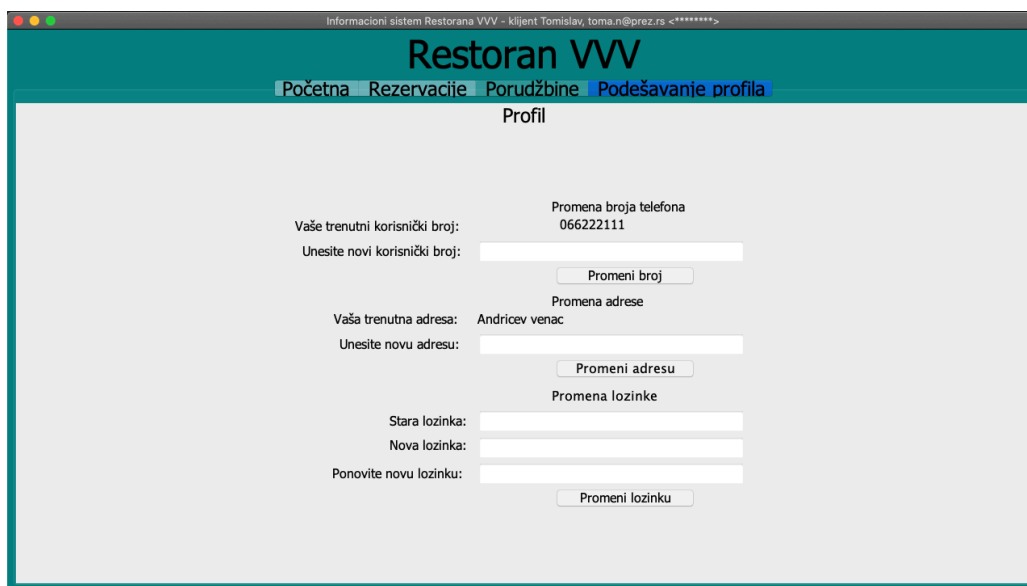 Informacioni sistem Restorana VVV - klijent Tomislav, toma.n@prez.rs <********>
Restoran VVV
Početna Rezervacije Porudžbine Podešavanje profila
Profil
Promena broja telefona
Vaše trenutni korisnički broj: 066222111
Unesite novi korisnički broj:
Promeni broj
Promena adrese
Vaša trenutna adresa: Andricev venac
Unesite novu adresu:
Promeni adresu
Promena lozinke
Stara lozinka:
Nova lozinka:
Ponovite novu lozinku:
Promeni lozinku